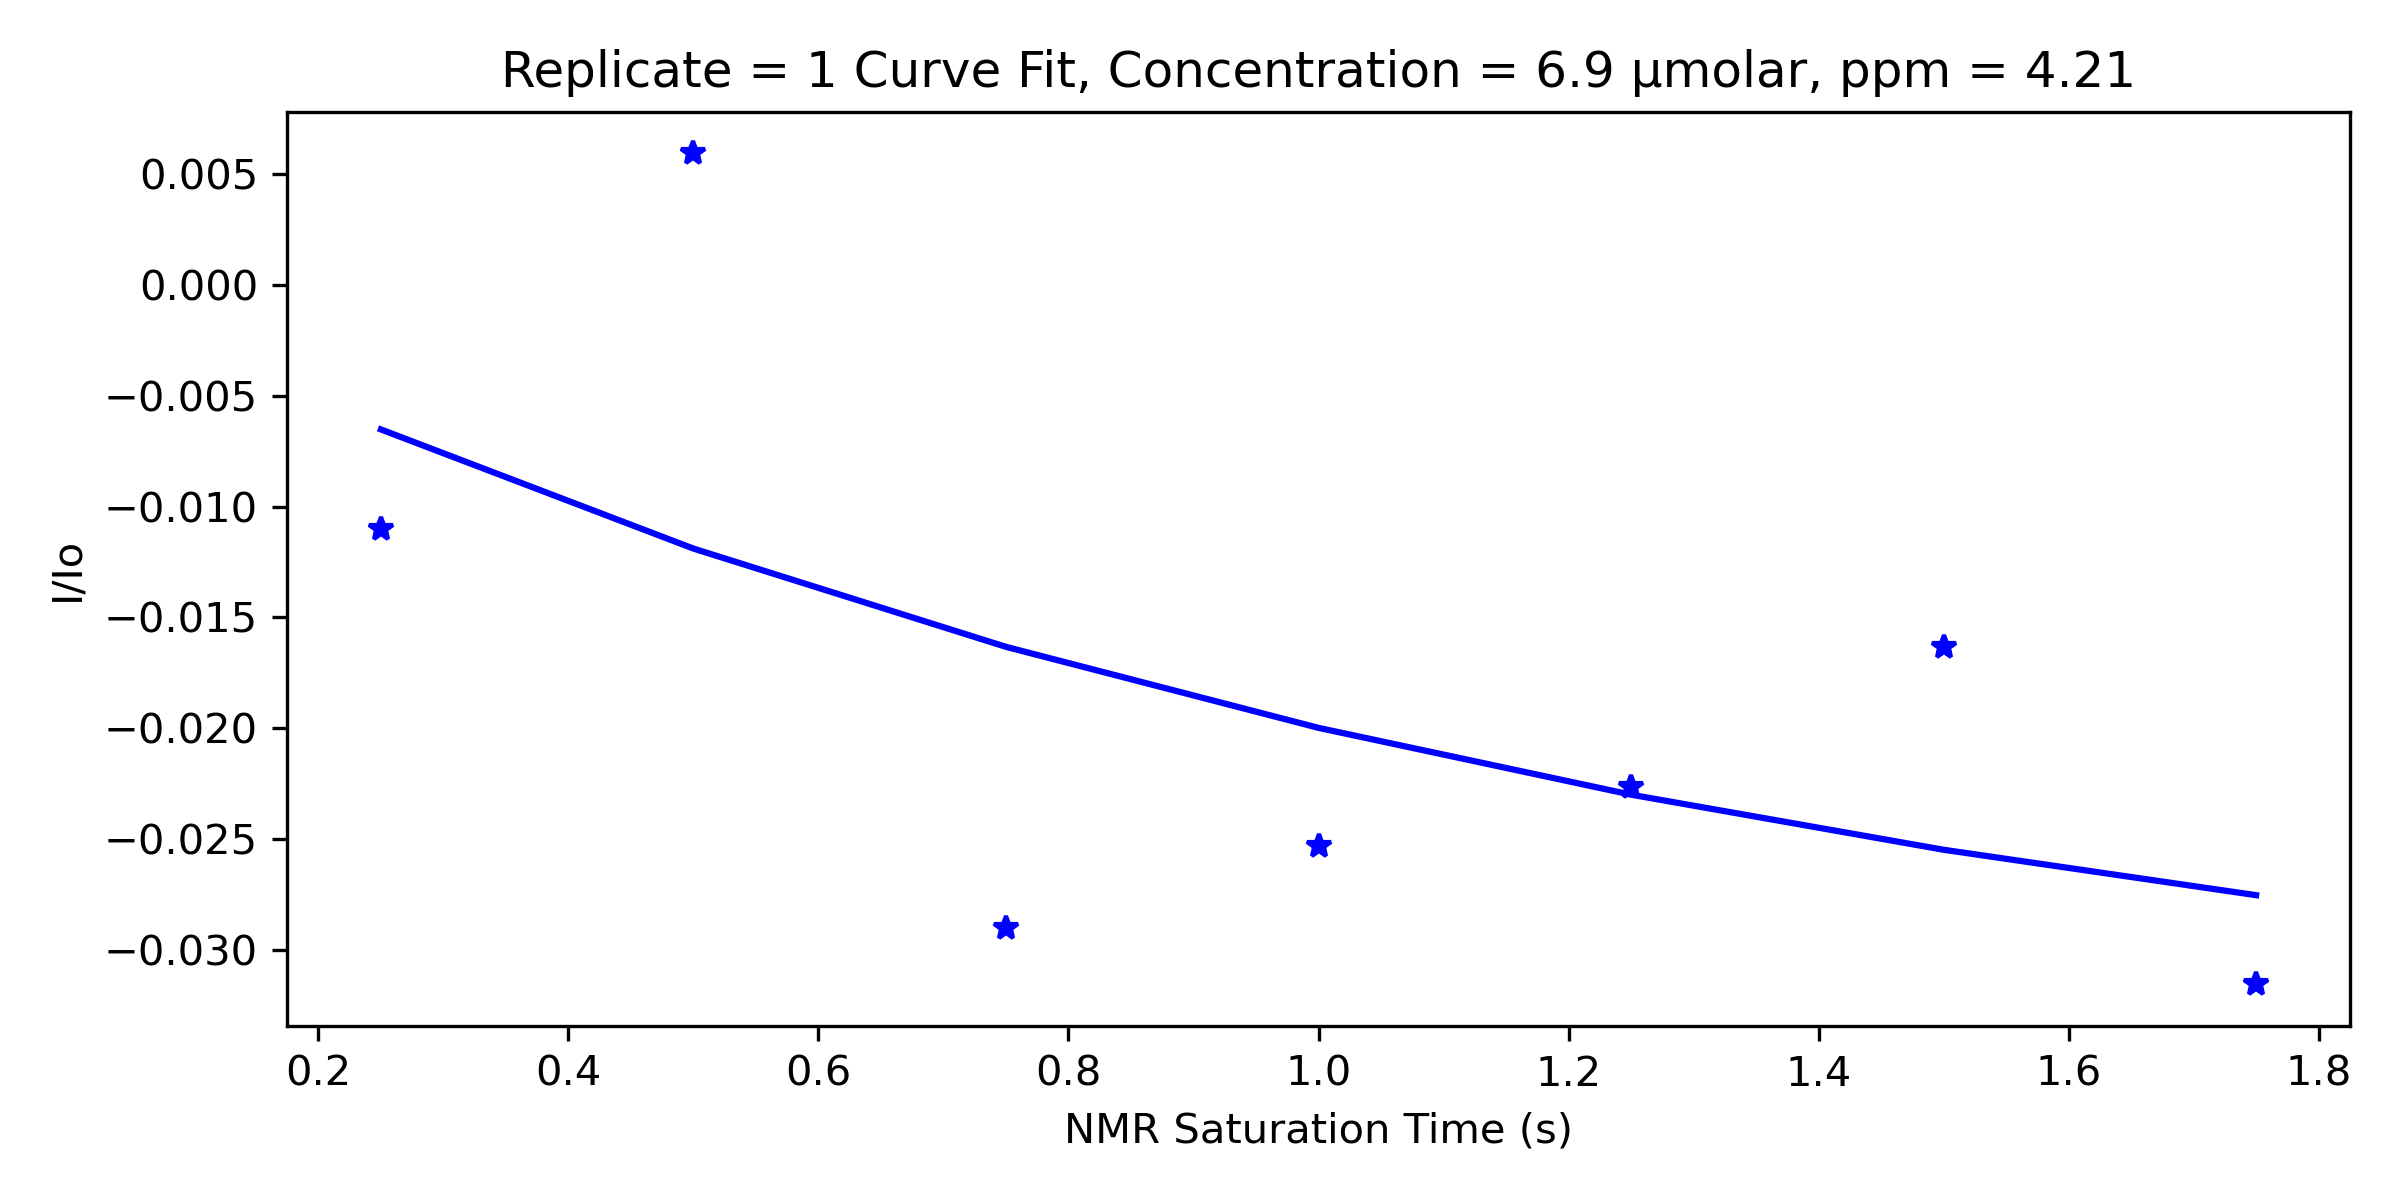 Replicate = 1 Curve Fit, Concentration = 6.9 μmolar, ppm = 4.21
0.005
0.000
−0.005
−0.010
−0.015
−0.020
−0.025
−0.030
I/Io
0.2 0.4 0.6 0.8 1.0 1.2 1.4 1.6 1.8
NMR Saturation Time (s)